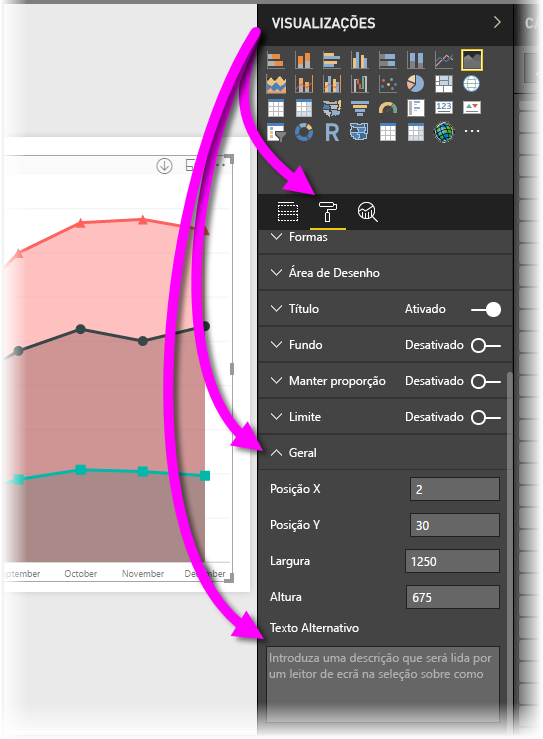 VISUALIZAÇÕES
CA
R
123
Formas
Área de Desenho
Título Ativado
Fundo Desativado
Manter proporção Desativado
Limite Desativado
Geral
Posição X 2
Posição Y 30
Largura 1250
Altura 675
Texto Alternativo
Introduza uma descrição que será lida por
um leitor de ecrã na seleção sobre como
October November